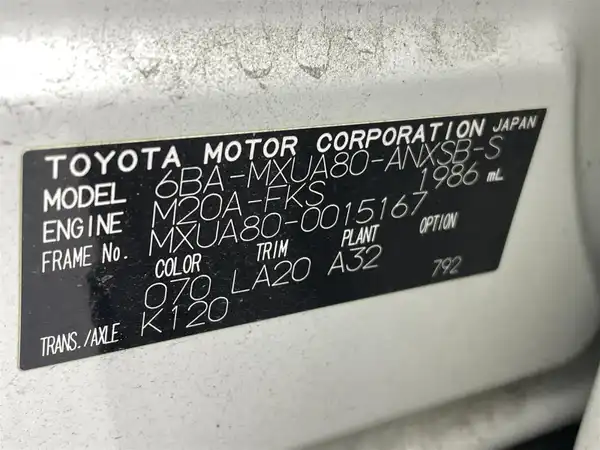 TOYOTA MOTOR CORPORATION JAPAN
MODEL 6BA-MXUA80-ANXSB-S
ENGINE M20A-FKS 1986 mL
FRAME No. MXUA80-0015167
COLOR TRIM PLANT OPTION
070 LA20 A32 792
TRANS./AXLE K120